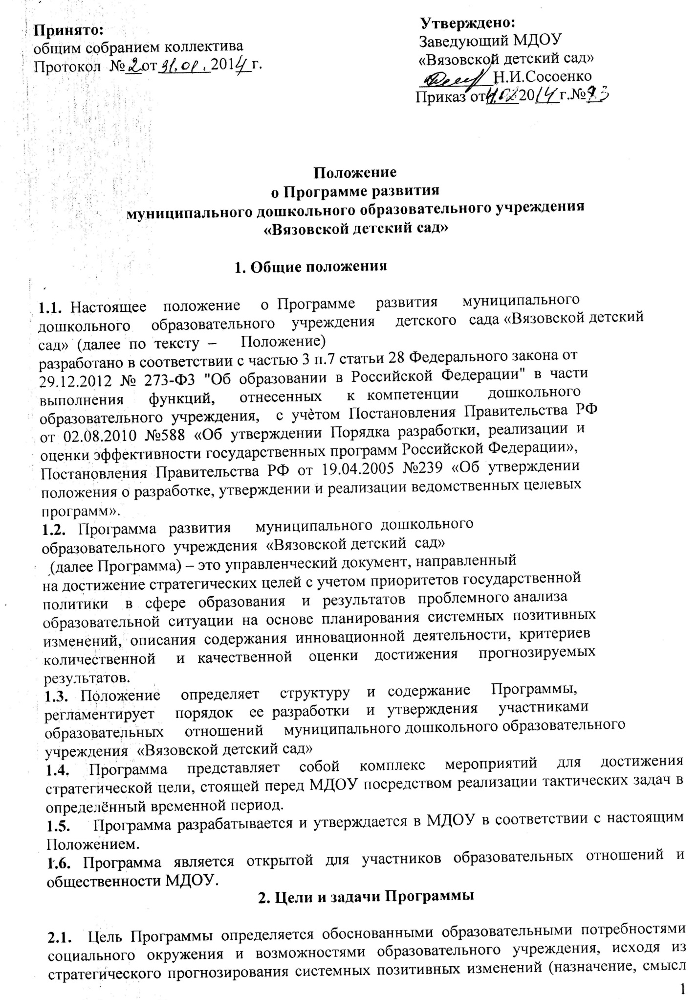 Принято:
общим собранием коллектива
Протокол № 2 от 31.01.2014 г.
Утверждено:
Заведующий МДОУ
«Вязовской детский сад»
Н.И.Сосоенко
Приказ от 2014 г.№
Положение
о Программе развития
муниципального дошкольного образовательного учреждения
«Вязовской детский сад»
1. Общие положения
1.1. Настоящее положение о Программе развития муниципального
дошкольного образовательного учреждения детского сада «Вязовской детский
сад» (далее по тексту – Положение)
разработано в соответствии с частью 3 п.7 статьи 28 Федерального закона от
29.12.2012 № 273-ФЗ "Об образовании в Российской Федерации" в части
выполнения функций, отнесенных к компетенции дошкольного
образовательного учреждения, с учѐтом Постановления Правительства РФ
от 02.08.2010 №588 «Об утверждении Порядка разработки, реализации и
оценки эффективности государственных программ Российской Федерации»,
Постановления Правительства РФ от 19.04.2005 №239 «Об утверждении
положения о разработке, утверждении и реализации ведомственных целевых
программ».
1.2. Программа развития муниципального дошкольного
образовательного учреждения «Вязовской детский сад»
(далее Программа) – это управленческий документ, направленный
на достижение стратегических целей с учетом приоритетов государственной
политики в сфере образования и результатов проблемного анализа
образовательной ситуации на основе планирования системных позитивных
изменений, описания содержания инновационной деятельности, критериев
количественной и качественной оценки достижения прогнозируемых
результатов.
1.3. Положение определяет структуру и содержание Программы,
регламентирует порядок ее разработки и утверждения участниками
образовательных отношений муниципального дошкольного образовательного
учреждения «Вязовской детский сад»
1.4. Программа представляет собой комплекс мероприятий для достижения
стратегической цели, стоящей перед МДОУ посредством реализации тактических задач в
определённый временной период.
1.5. Программа разрабатывается и утверждается в МДОУ в соответствии с настоящим
Положением.
1.6. Программа является открытой для участников образовательных отношений и
общественности МДОУ.
2. Цели и задачи Программы
2.1. Цель Программы определяется обоснованными образовательными потребностями
социального окружения и возможностями образовательного учреждения, исходя из
стратегического прогнозирования системных позитивных изменений (назначение, смысл
1